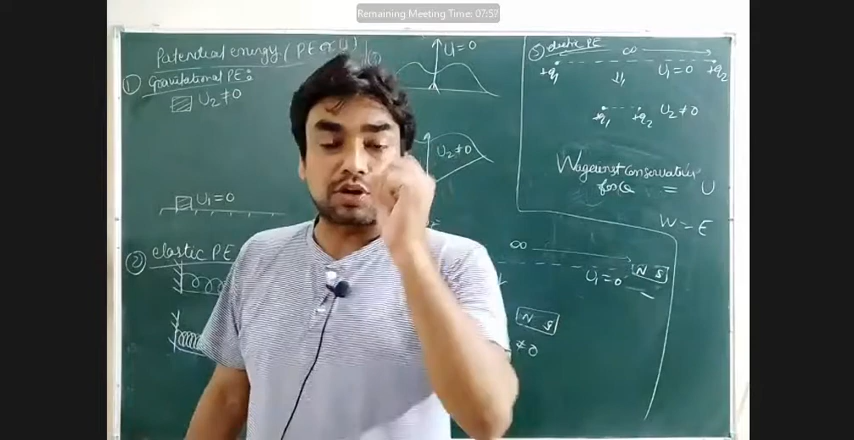 Remaining Meeting Time: 07:57
Potential energy (PE or U)
① Gravitational PE:
U₂ ≠ 0
U₁ = 0
② elastic PE
U = 0
U₂ ≠ 0
⑤ electric PE
∞
+q₁ U₁ = 0 +q₂
+q₁ +q₂ U₂ ≠ 0
W against conservative
force = U
W - E
∞
N S
U₁ = 0
N S
≠ 0